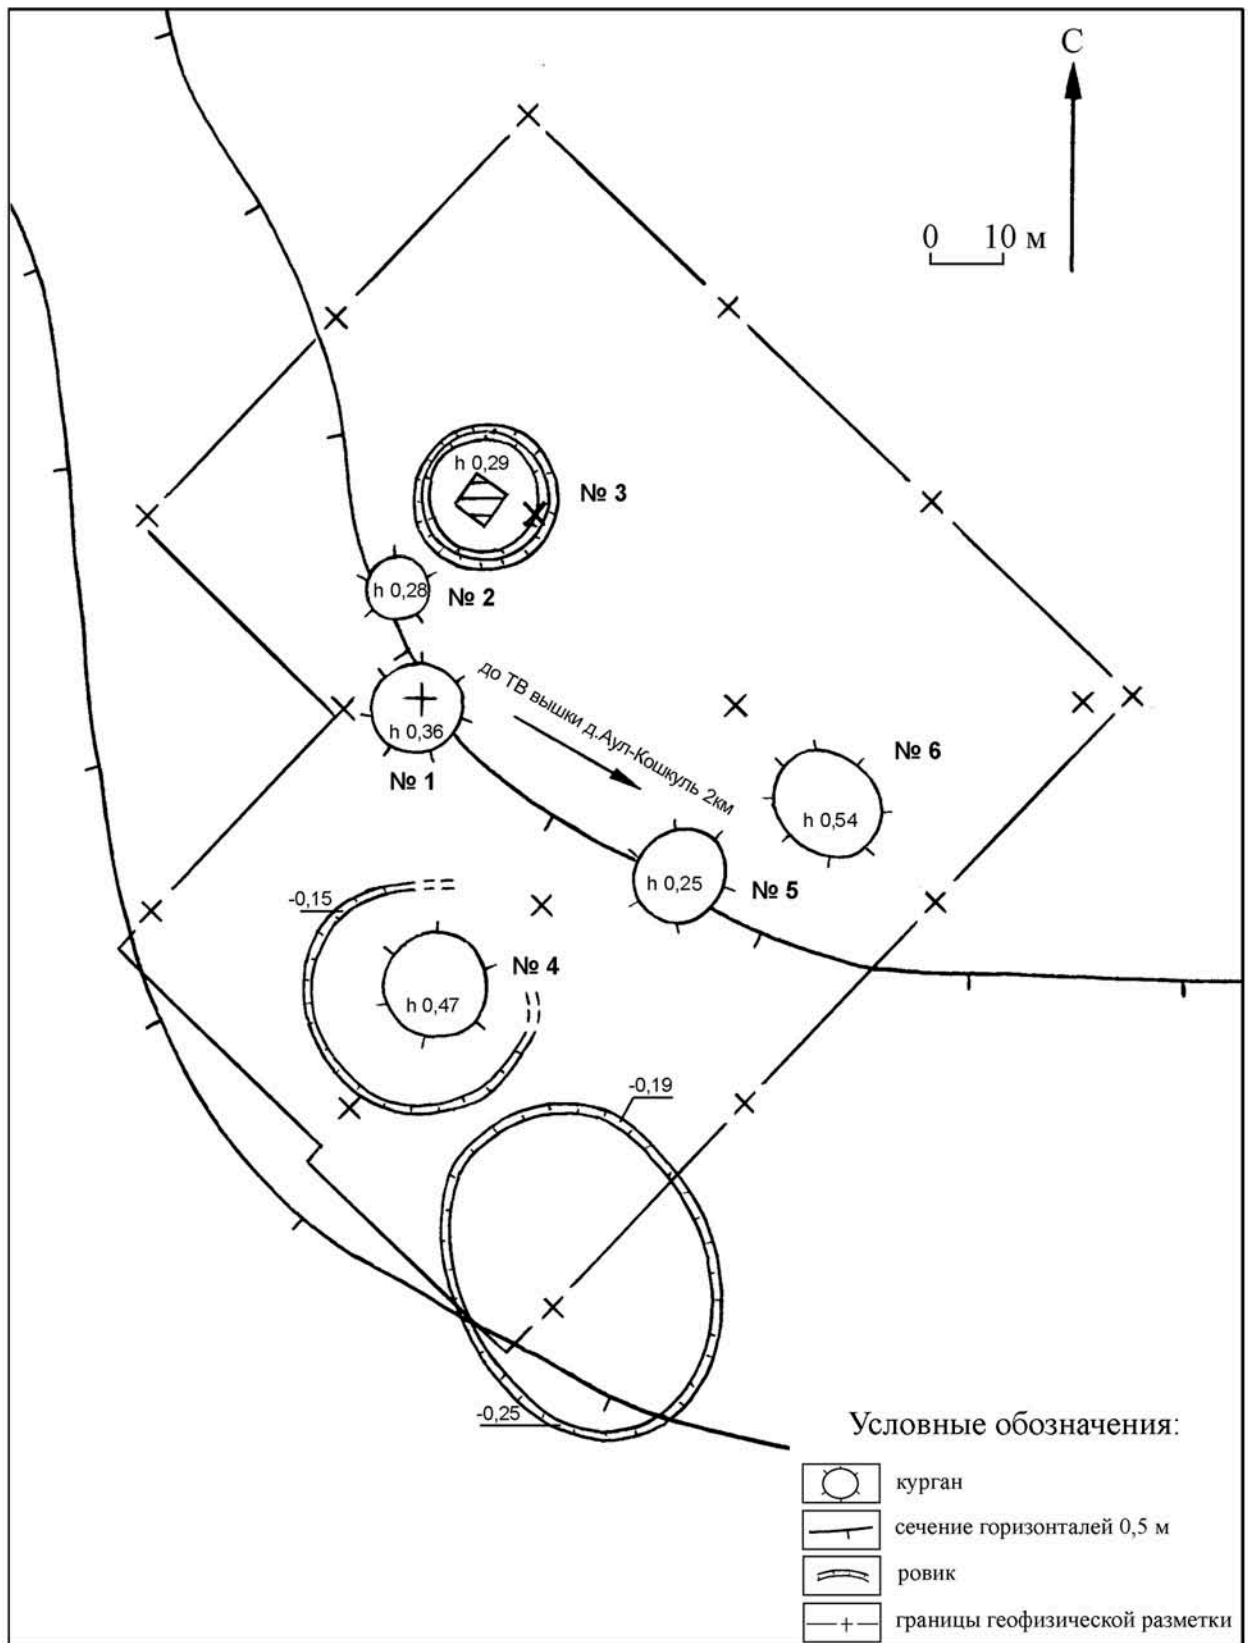 С
0 10 м
h 0,29
№ 3
h 0,28
№ 2
до ТВ вышки д.Аул-Кошкуль 2км
h 0,36
№ 1
№ 6
h 0,54
h 0,25
№ 5
-0,15
№ 4
h 0,47
-0,19
-0,25
Условные обозначения:
курган
сечение горизонталей 0,5 м
ровик
границы геофизической разметки